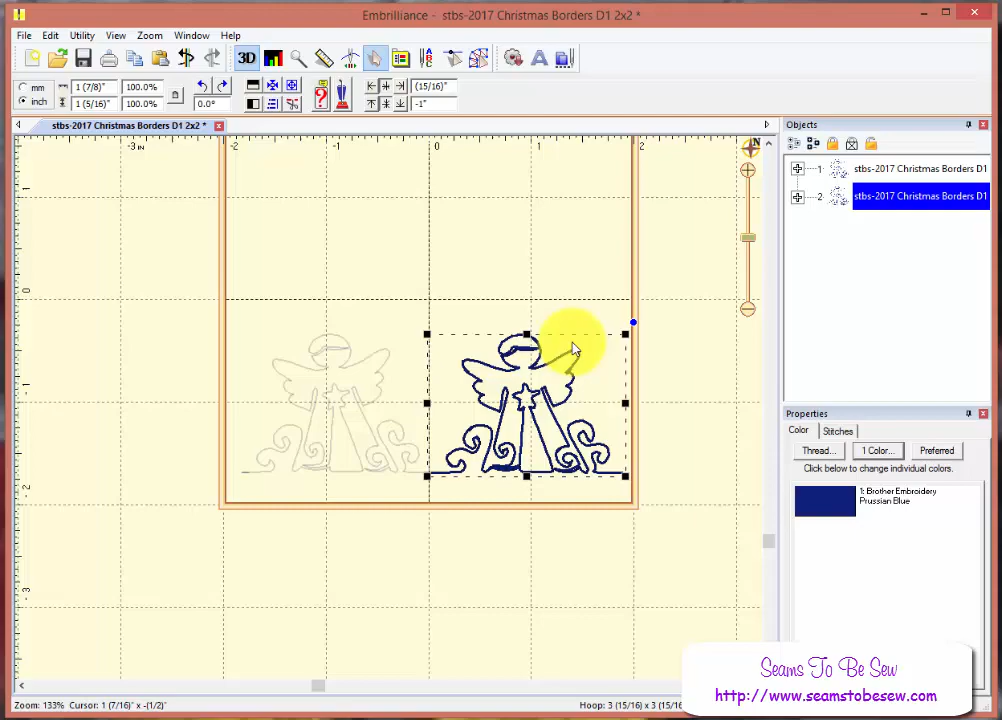 Embrilliance - stbs-2017 Christmas Borders D1 2x2 *
File Edit Utility View Zoom Window Help
3D
mm
inch
1 (7/8)"
1 (5/16)"
100.0%
100.0%
0.0°
(15/16)"
-1"
stbs-2017 Christmas Borders D1 2x2 *
-3 IN
-2
-1
0
1
2
1
0
-1
-2
-3
N
Objects
1 stbs-2017 Christmas Borders D1
2 stbs-2017 Christmas Borders D1
Properties
Color Stitches
Thread... 1 Color... Preferred
Click below to change individual colors.
1: Brother Embroidery
Prussian Blue
Seams To Be Sew
http://www.seamstobesew.com
Zoom: 133% Cursor: 1 (7/16)" x -(1/2)"
Hoop: 3 (15/16) x 3 (15/16)